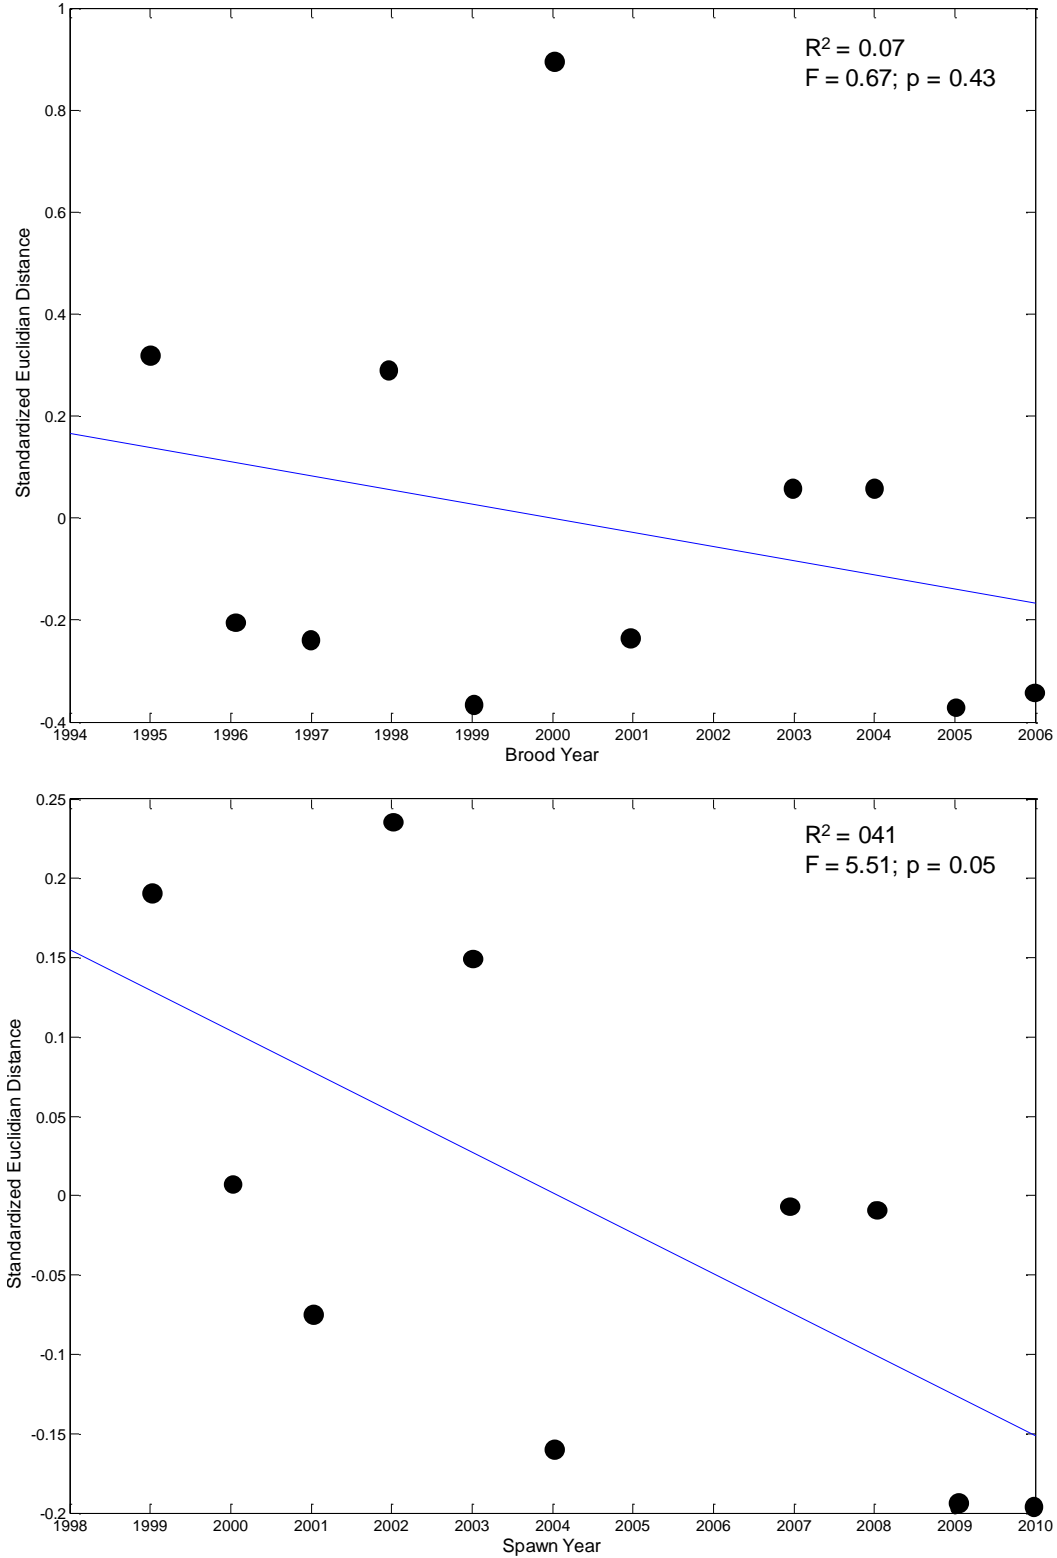 1
0.8
0.6
0.4
0.2
0
-0.2
-0.4
Standardized Euclidian Distance
R² = 0.07
F = 0.67; p = 0.43
1994 1995 1996 1997 1998 1999 2000 2001 2002 2003 2004 2005 2006
Brood Year
0.25
0.2
0.15
0.1
0.05
0
-0.05
-0.1
-0.15
-0.2
Standardized Euclidian Distance
R² = 041
F = 5.51; p = 0.05
1998 1999 2000 2001 2002 2003 2004 2005 2006 2007 2008 2009 2010
Spawn Year